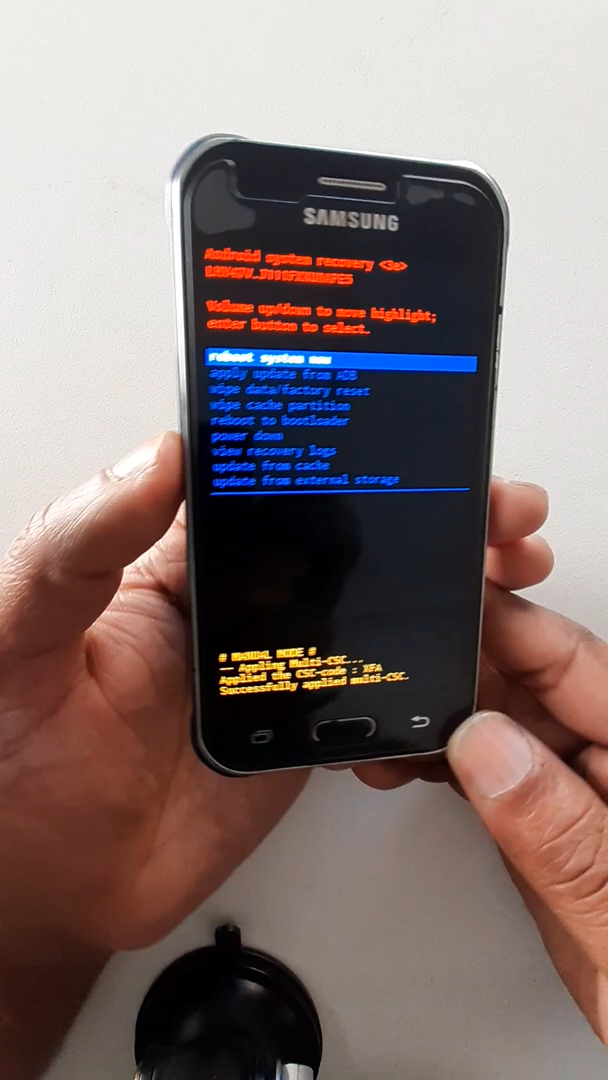 SAMSUNG
Android system recovery <3e>
Volume up/down to move highlight;
enter button to select.
reboot system now
apply update from ADB
wipe data/factory reset
wipe cache partition
reboot to bootloader
power down
view recovery logs
update from cache
update from external storage
# MANUAL MODE #
-- Appling Multi-CSC...
Applied the CSC-code : XFA
Successfully applied multi-CSC.